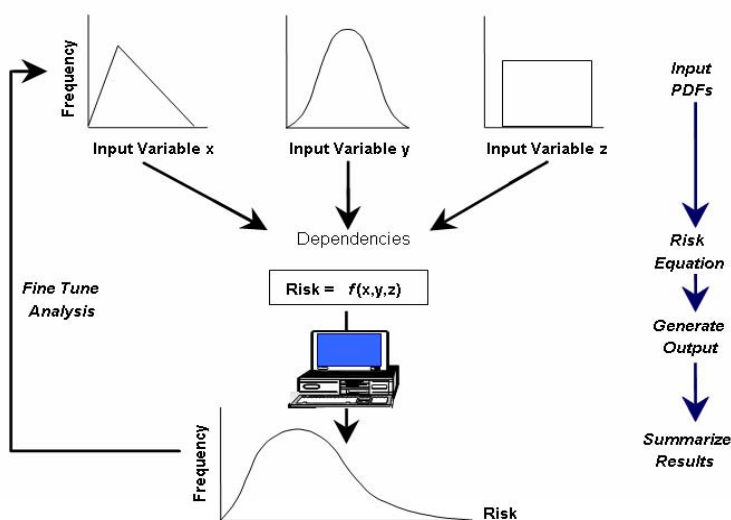 Frequency
Input Variable x
Input Variable y
Input Variable z
Input
PDFs
Dependencies
Risk
Equation
Risk = f(x,y,z)
Fine Tune
Analysis
Generate
Output
Frequency
Risk
Summarize
Results